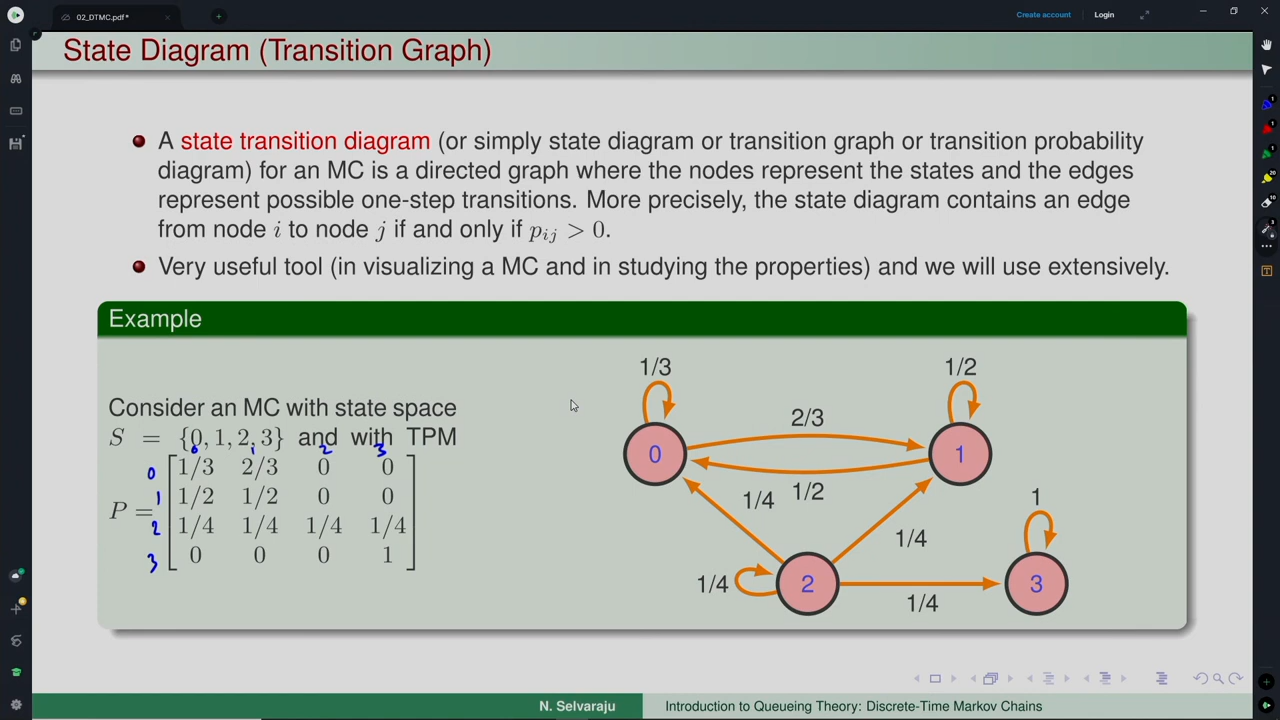 02_DTMC.pdf*
Create account
Login
State Diagram (Transition Graph)
A state transition diagram (or simply state diagram or transition graph or transition probability
diagram) for an MC is a directed graph where the nodes represent the states and the edges
represent possible one-step transitions. More precisely, the state diagram contains an edge
from node i to node j if and only if p_{ij} > 0.
Very useful tool (in visualizing a MC and in studying the properties) and we will use extensively.
Example
Consider an MC with state space
S = {0, 1, 2, 3} and with TPM
0 1 2 3
0 1/3 2/3 0 0
1 1/2 1/2 0 0
P =
2 1/4 1/4 1/4 1/4
3 0 0 0 1
1/3
1/2
2/3
0
1
1/2
1/4
1
1/4
1/4
2
3
1/4
N. Selvaraju
Introduction to Queueing Theory: Discrete-Time Markov Chains